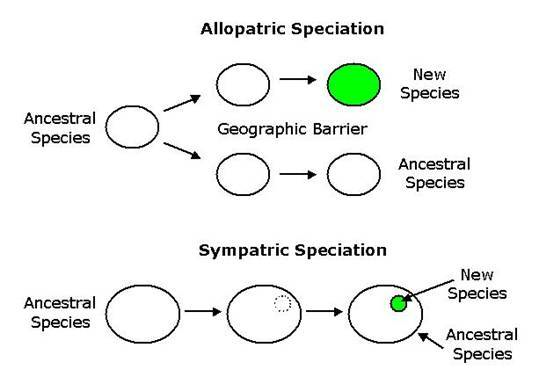 Allopatric Speciation
New
Species
Ancestral
Species
Geographic Barrier
Ancestral
Species
Sympatric Speciation
New
Species
Ancestral
Species
Ancestral
Species